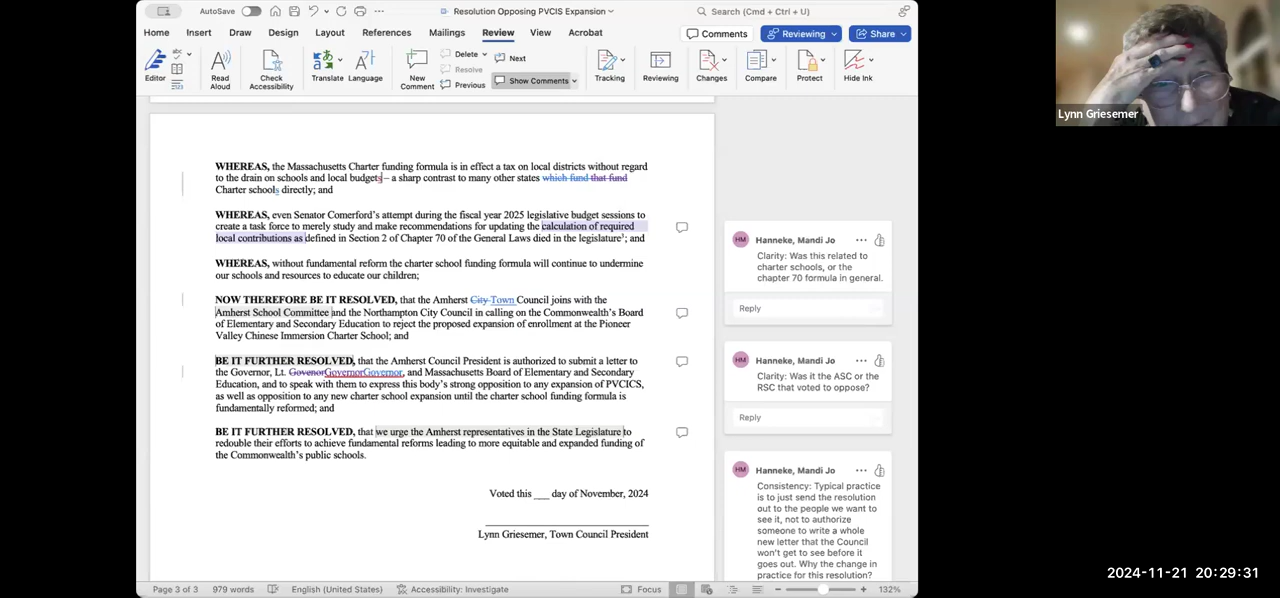 AutoSave
Resolution Opposing PVCIS Expansion
Search (Cmd + Ctrl + U)
Home Insert Draw Design Layout References Mailings Review View Acrobat
Comments Reviewing Share
Editor
Read Aloud
Check Accessibility
Translate
Language
New Comment
Delete
Resolve
Previous
Next
Show Comments
Tracking
Reviewing
Changes
Compare
Protect
Hide Ink
WHEREAS, the Massachusetts Charter funding formula is in effect a tax on local districts without regard
to the drain on schools and local budgets – a sharp contrast to many other states which fund that fund
Charter schools directly; and
WHEREAS, even Senator Comerford's attempt during the fiscal year 2025 legislative budget sessions to
create a task force to merely study and make recommendations for updating the calculation of required
local contributions as defined in Section 2 of Chapter 70 of the General Laws died in the legislature¹; and
WHEREAS, without fundamental reform the charter school funding formula will continue to undermine
our schools and resources to educate our children;
NOW THEREFORE BE IT RESOLVED, that the Amherst City Town Council joins with the
Amherst School Committee and the Northampton City Council in calling on the Commonwealth's Board
of Elementary and Secondary Education to reject the proposed expansion of enrollment at the Pioneer
Valley Chinese Immersion Charter School; and
BE IT FURTHER RESOLVED, that the Amherst Council President is authorized to submit a letter to
the Governor, Lt. GovenorGovernorGovernor, and Massachusetts Board of Elementary and Secondary
Education, and to speak with them to express this body's strong opposition to any expansion of PVCICS,
as well as opposition to any new charter school expansion until the charter school funding formula is
fundamentally reformed; and
BE IT FURTHER RESOLVED, that we urge the Amherst representatives in the State Legislature to
redouble their efforts to achieve fundamental reforms leading to more equitable and expanded funding of
the Commonwealth's public schools.
Voted this ___ day of November, 2024
Lynn Griesemer, Town Council President
HM Hanneke, Mandi Jo
Clarity: Was this related to
charter schools, or the
chapter 70 formula in general.
Reply
HM Hanneke, Mandi Jo
Clarity: Was it the ASC or the
RSC that voted to oppose?
Reply
HM Hanneke, Mandi Jo
Consistency: Typical practice
is to just send the resolution
out to the people we want to
see it, not to authorize
someone to write a whole
new letter that the Council
won't get to see before it
goes out. Why the change in
practice for this resolution?
Page 3 of 3 979 words English (United States) Accessibility: Investigate Focus 132%
Lynn Griesemer
2024-11-21 20:29:31